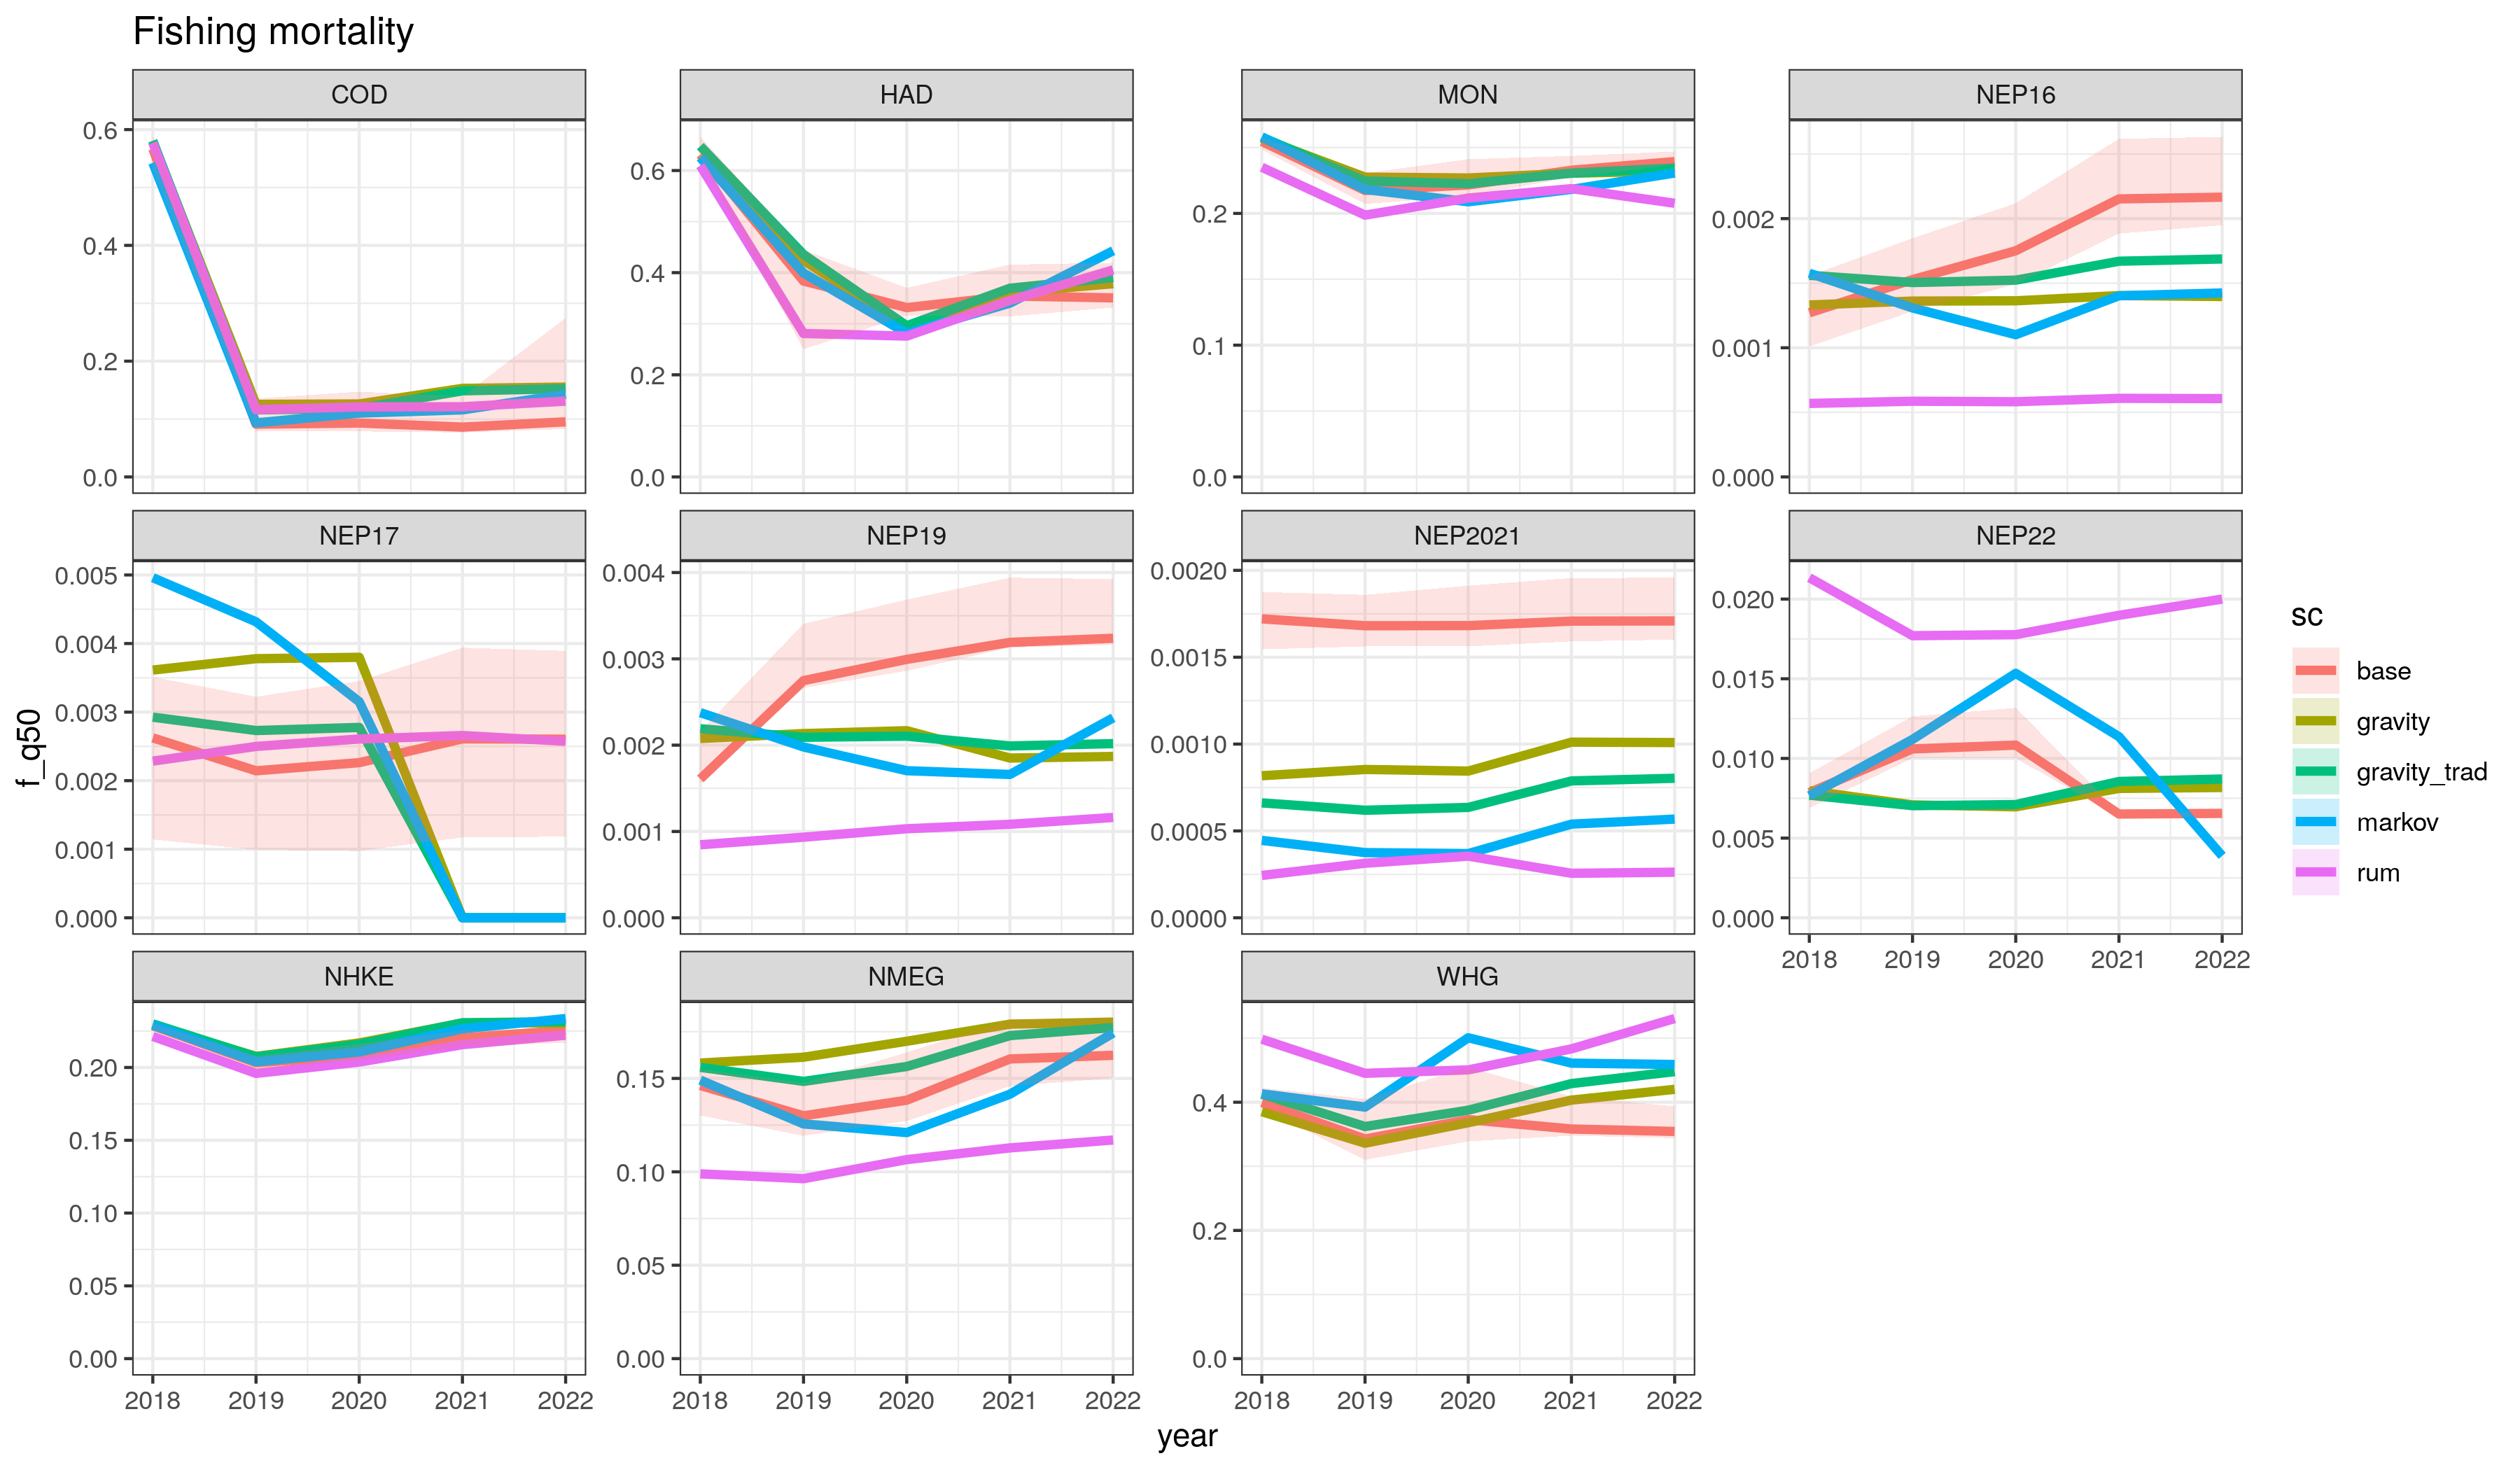 Fishing mortality
COD
HAD
MON
NEP16
0.6
0.4
0.2
0.0
0.6
0.4
0.2
0.0
0.2
0.1
0.0
0.002
0.001
0.000
NEP17
NEP19
NEP2021
NEP22
0.005
0.004
0.003
0.002
0.001
0.000
0.004
0.003
0.002
0.001
0.000
0.0020
0.0015
0.0010
0.0005
0.0000
0.020
0.015
0.010
0.005
0.000
2018 2019 2020 2021 2022
NHKE
NMEG
WHG
0.20
0.15
0.10
0.05
0.00
0.15
0.10
0.05
0.00
0.4
0.2
0.0
2018 2019 2020 2021 2022
2018 2019 2020 2021 2022
2018 2019 2020 2021 2022
f_q50
year
sc
base
gravity
gravity_trad
markov
rum